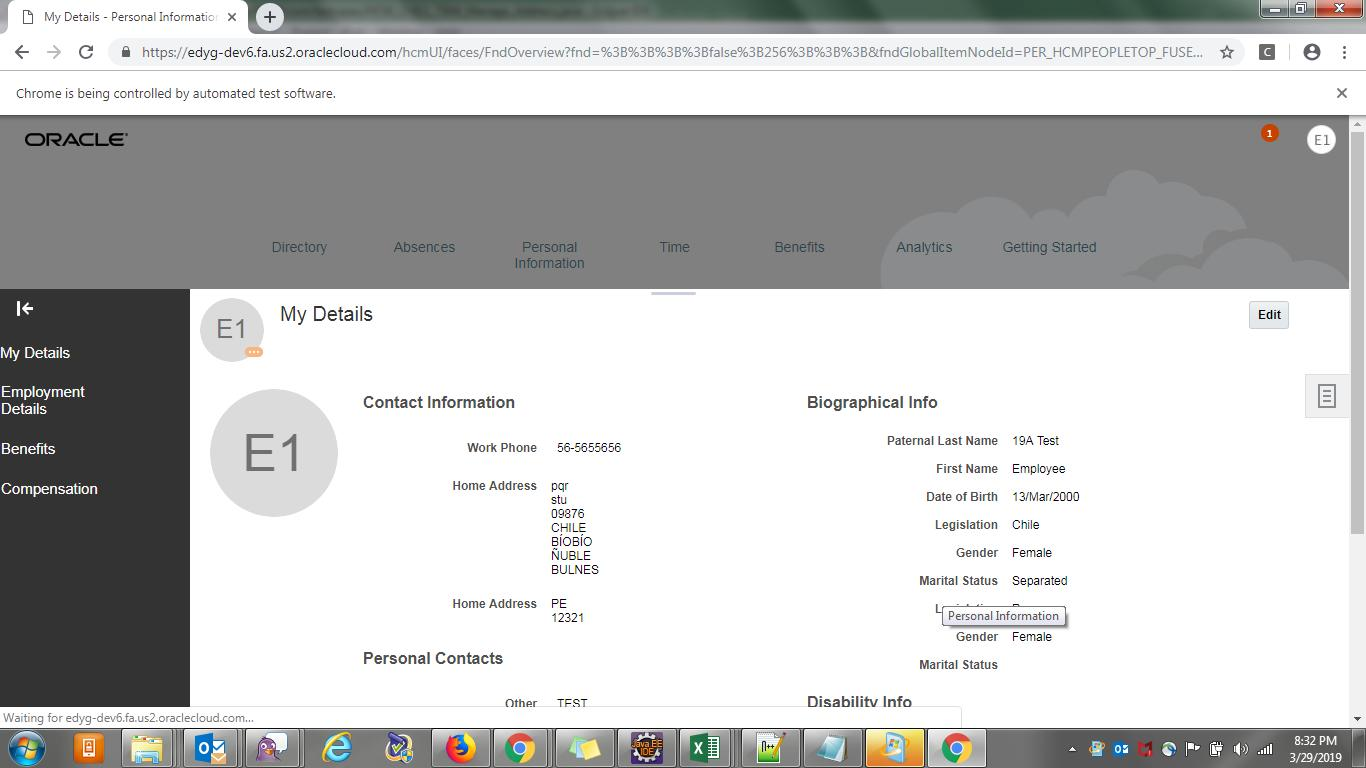 My Details - Personal Information
https://edyg-dev6.fa.us2.oraclecloud.com/hcmUI/faces/FndOverview?fnd=%3B%3B%3B%3Bfalse%3B256%3B%3B%3B&fndGlobalItemNodeId=PER_HCMPEOPLETOP_FUSE...
C
Chrome is being controlled by automated test software.
ORACLE
1
E1
Directory
Absences
Personal
Information
Time
Benefits
Analytics
Getting Started
My Details
Employment
Details
Benefits
Compensation
E1
My Details
Edit
E1
Contact Information
Work Phone 56-5655656
Home Address pqr
stu
09876
CHILE
BÍOBÍO
ÑUBLE
BULNES
Home Address PE
12321
Personal Contacts
Other TEST
Biographical Info
Paternal Last Name 19A Test
First Name Employee
Date of Birth 13/Mar/2000
Legislation Chile
Gender Female
Marital Status Separated
Personal Information
Gender Female
Marital Status
Disability Info
Waiting for edyg-dev6.fa.us2.oraclecloud.com...
Java EE
IDE
8:32 PM
3/29/2019